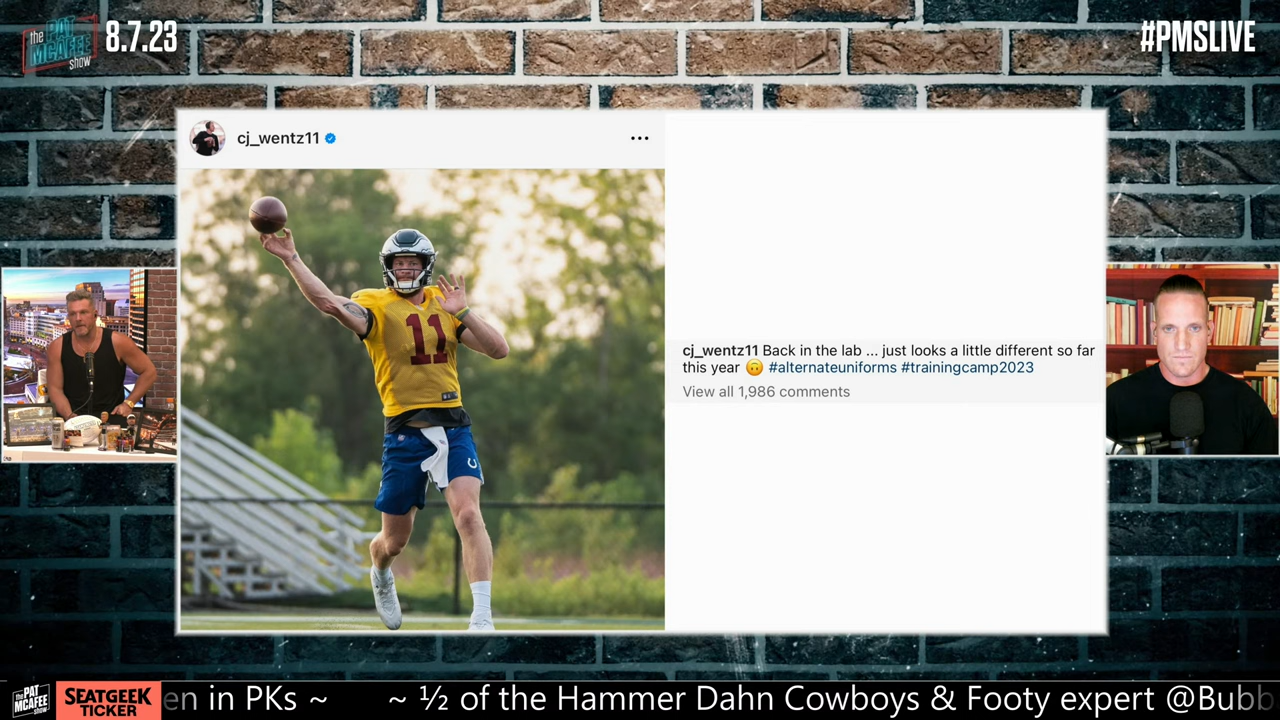 the PAT MCAFEE show
8.7.23
#PMSLIVE
cj_wentz11
11
cj_wentz11 Back in the lab ... just looks a little different so far
this year 🙃 #alternateuniforms #trainingcamp2023
View all 1,986 comments
the PAT MCAFEE show
SEATGEEK
TICKER
en in PKs ~ ~ ½ of the Hammer Dahn Cowboys & Footy expert @Bubb